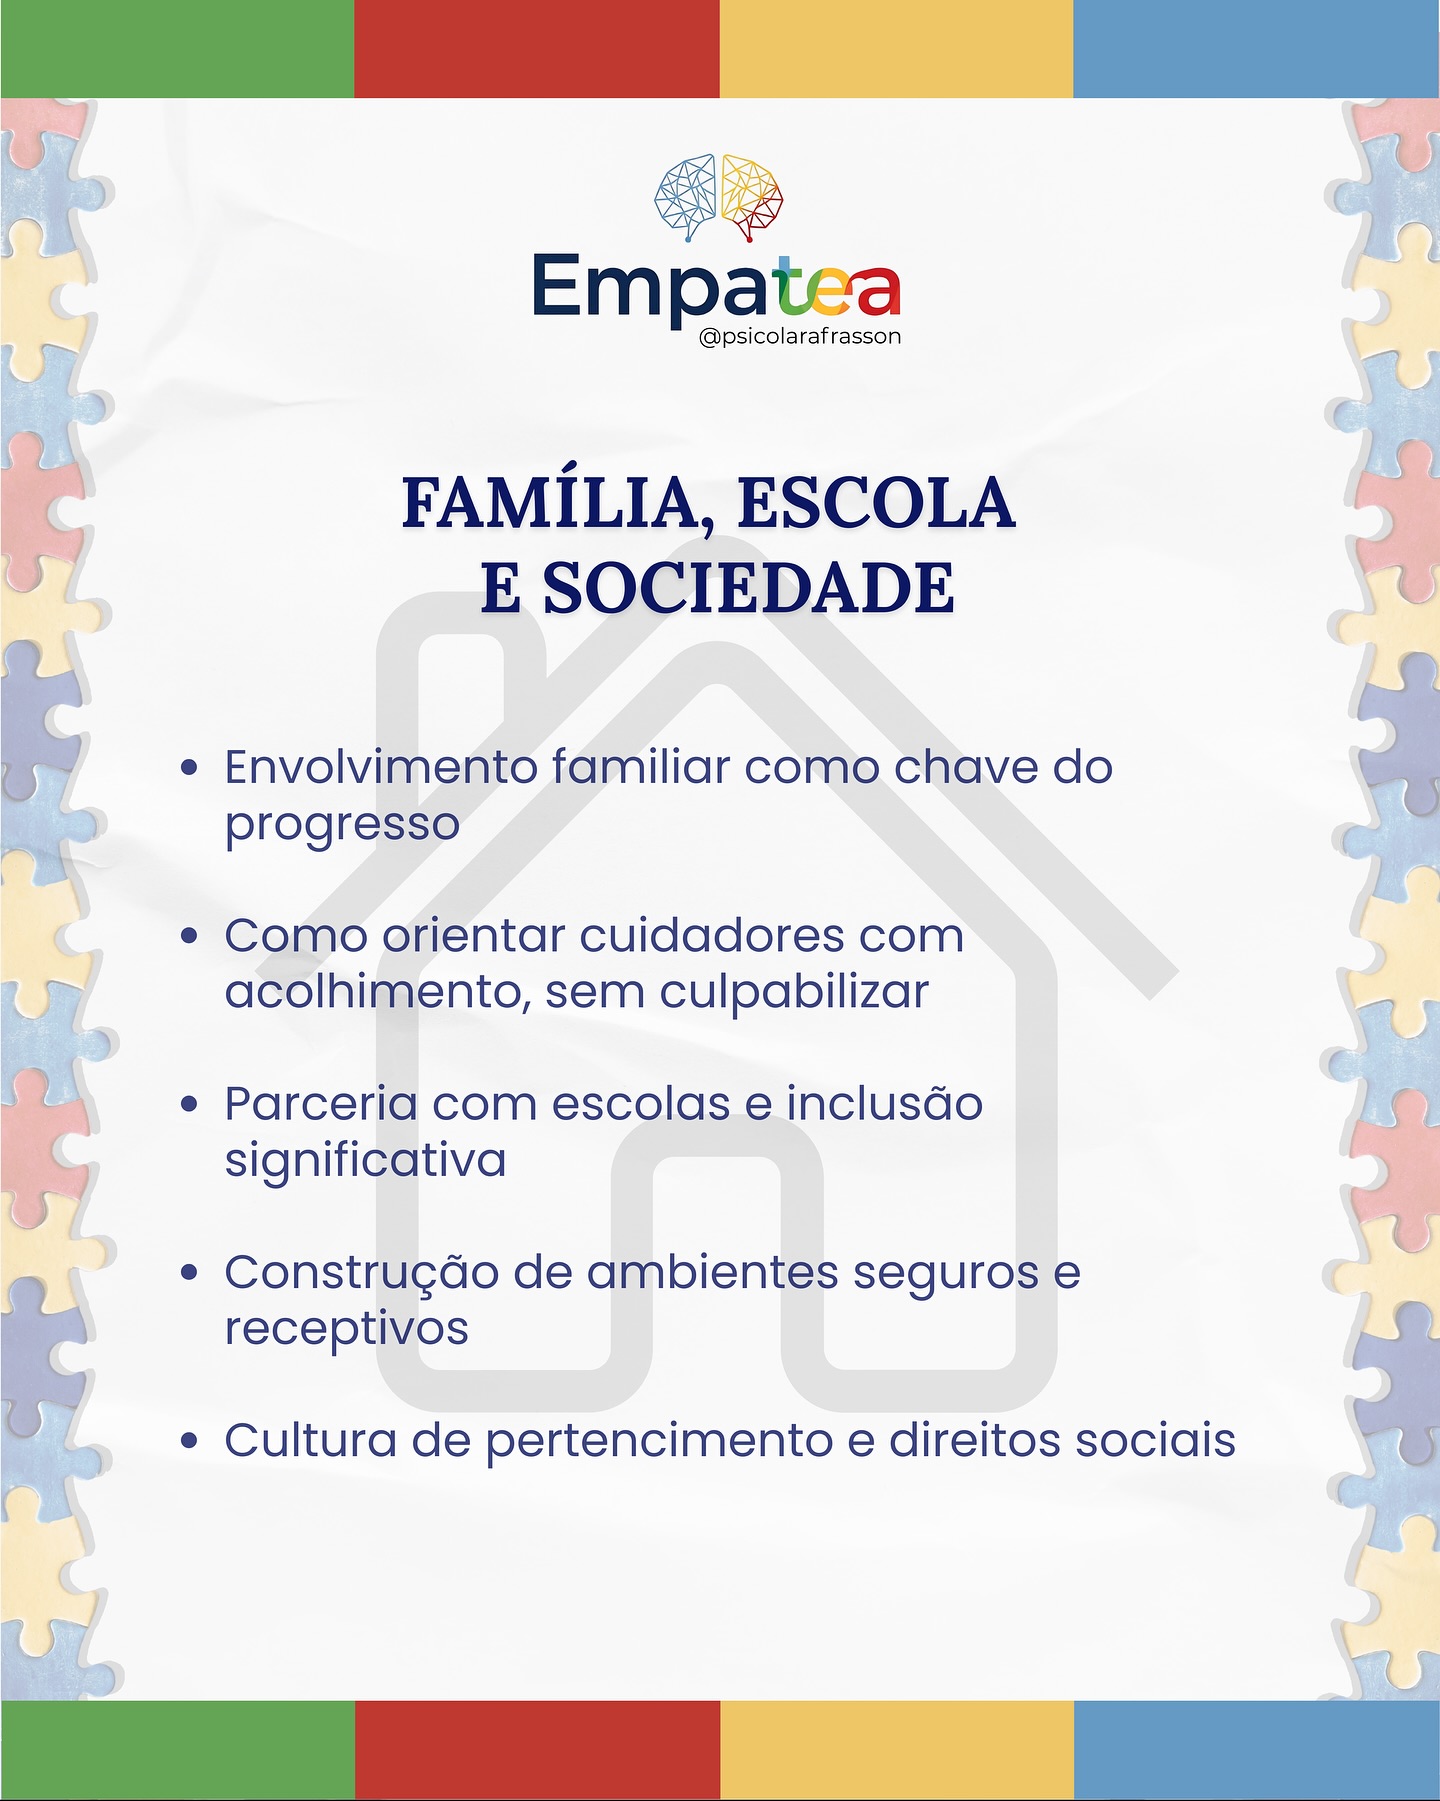 Empatea
@psicolarafrasson
FAMÍLIA, ESCOLA
E SOCIEDADE
• Envolvimento familiar como chave do
progresso
• Como orientar cuidadores com
acolhimento, sem culpabilizar
• Parceria com escolas e inclusão
significativa
• Construção de ambientes seguros e
receptivos
• Cultura de pertencimento e direitos sociais